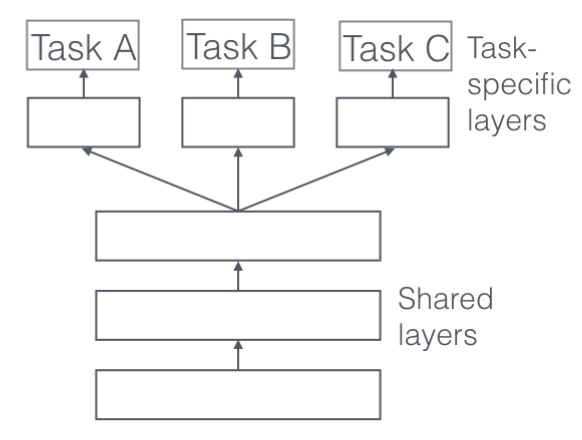 Task A
Task B
Task C
Task-
specific
layers
Shared
layers